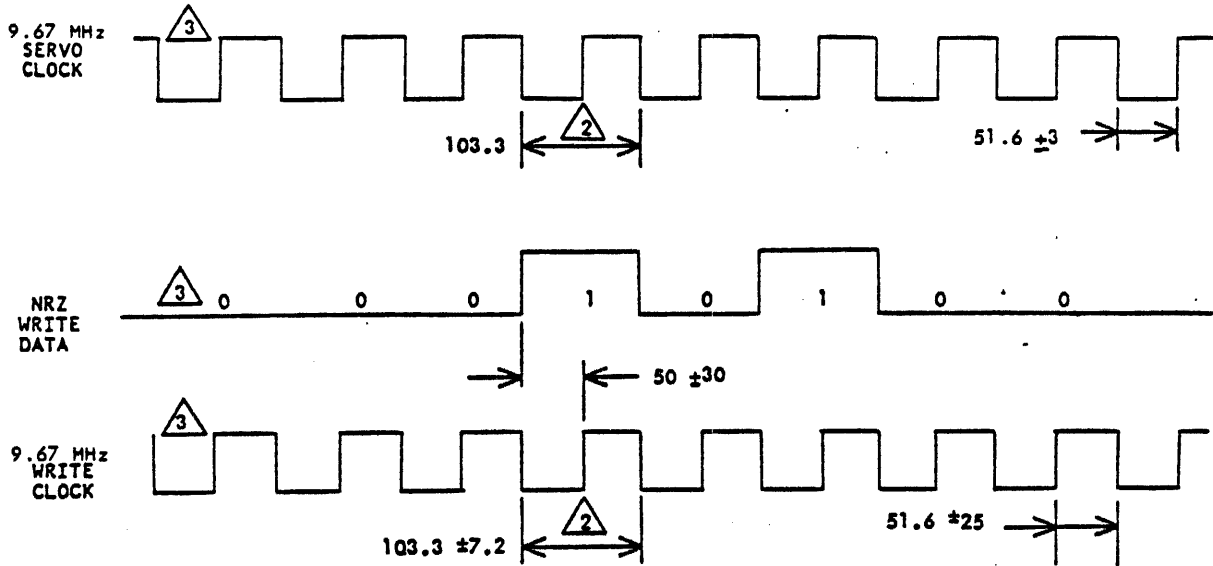 9.67 MHz
SERVO
CLOCK
3
103.3
2
51.6 ±3
NRZ
WRITE
DATA
3
0 0 0 1 0 1 0 0
50 ±30
9.67 MHz
WRITE
CLOCK
3
103.3 ±7.2
2
51.6 ±25